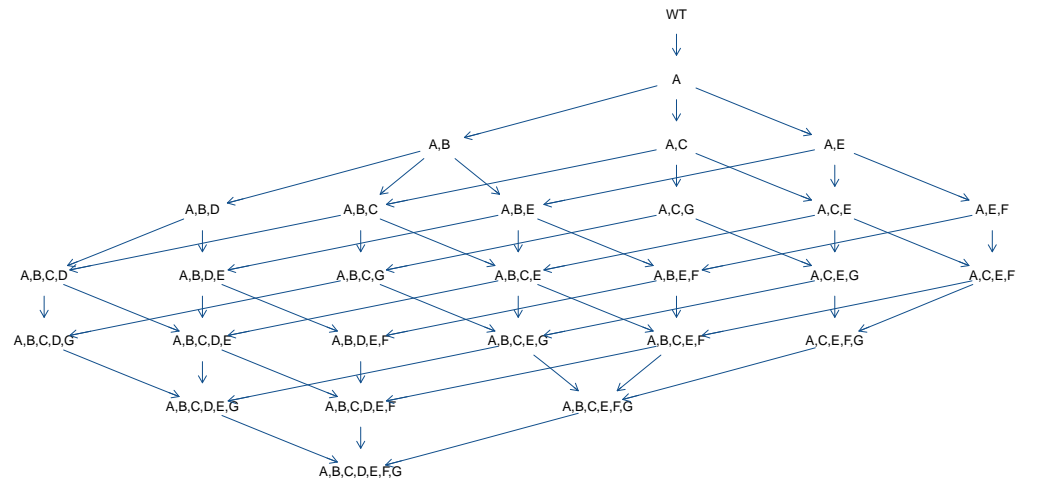 WT
A
A,B
A,C
A,E
A,B,D
A,B,C
A,B,E
A,C,G
A,C,E
A,E,F
A,B,C,D
A,B,D,E
A,B,C,G
A,B,C,E
A,B,E,F
A,C,E,G
A,C,E,F
A,B,C,D,G
A,B,C,D,E
A,B,D,E,F
A,B,C,E,G
A,B,C,E,F
A,C,E,F,G
A,B,C,D,E,G
A,B,C,D,E,F
A,B,C,E,F,G
A,B,C,D,E,F,G